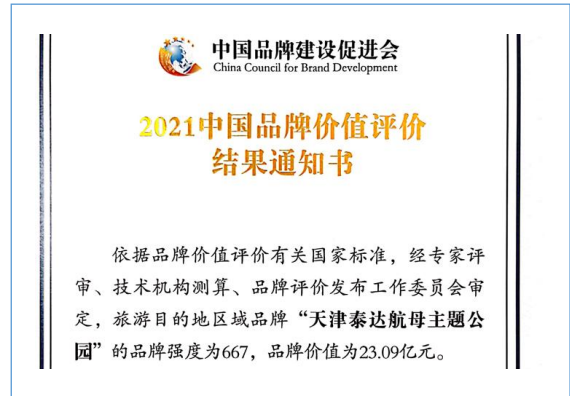 中国品牌建设促进会
China Council for Brand Development
2021中国品牌价值评价
结果通知书
依据品牌价值评价有关国家标准，经专家评
审、技术机构测算、品牌评价发布工作委员会审
定，旅游目的地区域品牌“天津泰达航母主题公
园”的品牌强度为667，品牌价值为23.09亿元。